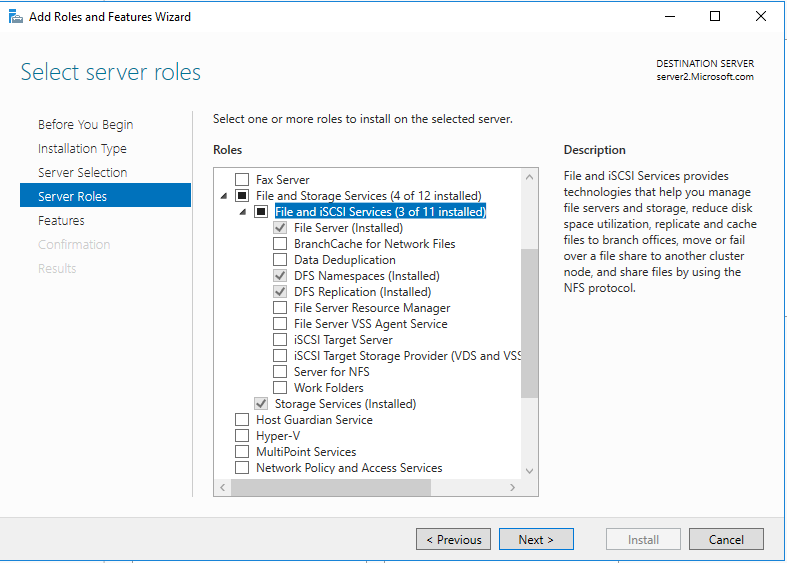 Add Roles and Features Wizard
Select server roles
DESTINATION SERVER
server2.Microsoft.com
Before You Begin
Installation Type
Server Selection
Server Roles
Features
Confirmation
Results
Select one or more roles to install on the selected server.
Roles
Fax Server
File and Storage Services (4 of 12 installed)
File and iSCSI Services (3 of 11 installed)
File Server (Installed)
BranchCache for Network Files
Data Deduplication
DFS Namespaces (Installed)
DFS Replication (Installed)
File Server Resource Manager
File Server VSS Agent Service
iSCSI Target Server
iSCSI Target Storage Provider (VDS and VSS
Server for NFS
Work Folders
Storage Services (Installed)
Host Guardian Service
Hyper-V
MultiPoint Services
Network Policy and Access Services
Description
File and iSCSI Services provides
technologies that help you manage
file servers and storage, reduce disk
space utilization, replicate and cache
files to branch offices, move or fail
over a file share to another cluster
node, and share files by using the
NFS protocol.
< Previous
Next >
Install
Cancel